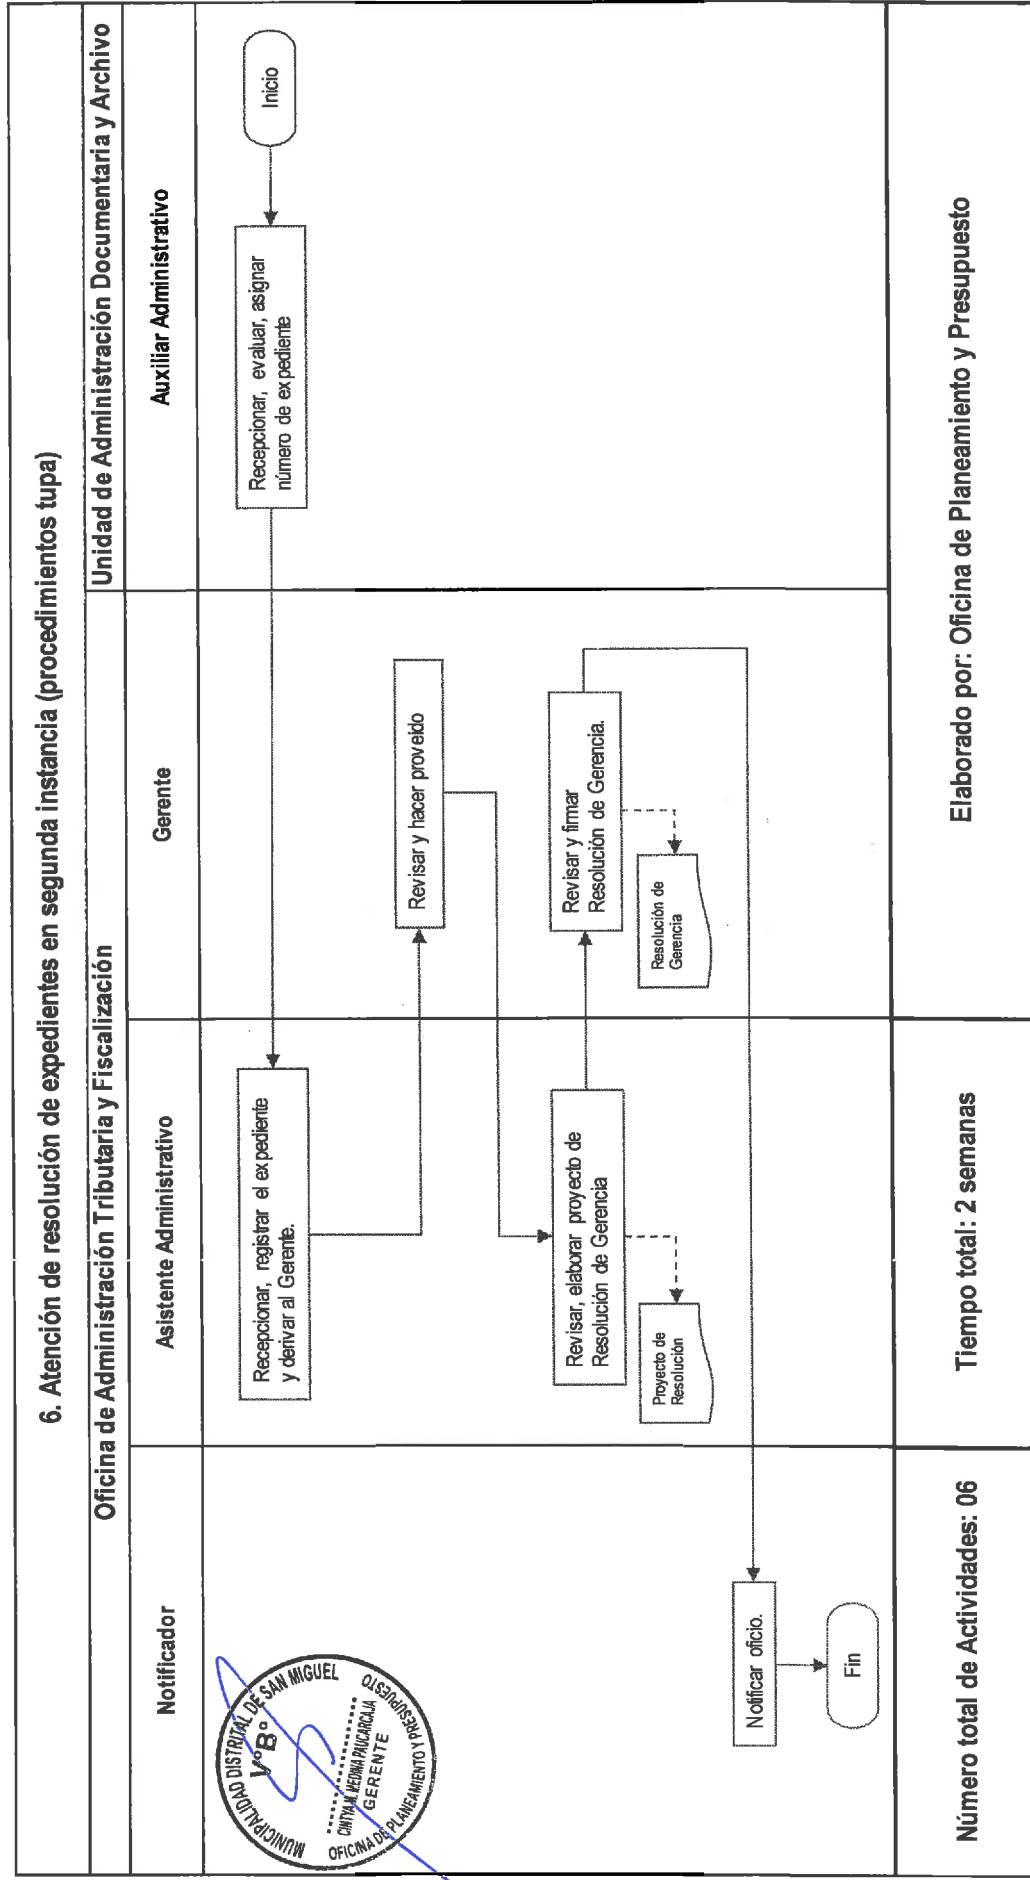 6. Atención de resolución de expedientes en segunda instancia (procedimientos tupa)
Oficina de Administración Tributaria y Fiscalización
Unidad de Administración Documentaria y Archivo
Notificador
Asistente Administrativo
Gerente
Auxiliar Administrativo
Inicio
Recepcionar, evaluar, asignar
número de expediente
Recepcionar, registrar el expediente
y derivar al Gerente.
Revisar y hacer proveido
Revisar, elaborar proyecto de
Resolución de Gerencia
Proyecto de
Resolución
Revisar y firmar
Resolución de Gerencia.
Resolución de
Gerencia
Notificar oficio.
Fin
MUNICIPALIDAD DISTRITAL DE SAN MIGUEL
V°B°
CINTYA M. MEDINA PAUCARCAJA
GERENTE
OFICINA DE PLANEAMIENTO Y PRESUPUESTO
Número total de Actividades: 06
Tiempo total: 2 semanas
Elaborado por: Oficina de Planeamiento y Presupuesto